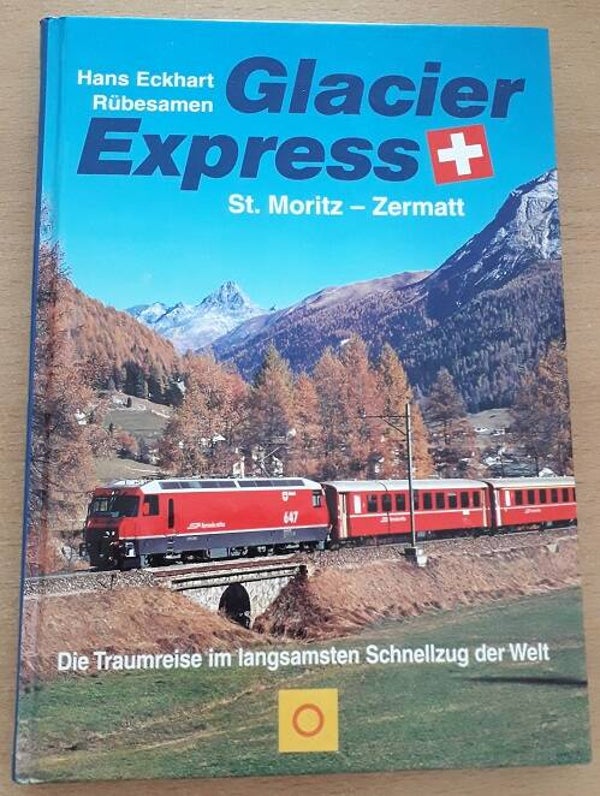 Hans Eckhart
Rübesamen
Glacier
Express
St. Moritz – Zermatt
647
Die Traumreise im langsamsten Schnellzug der Welt